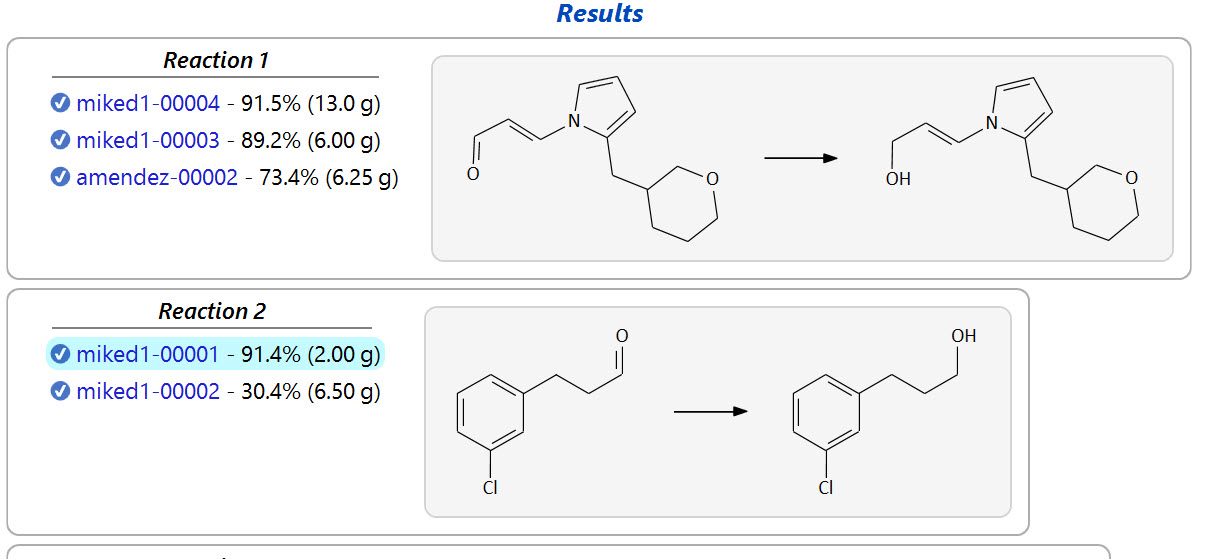 Results
Reaction 1
miked1-00004 - 91.5% (13.0 g)
miked1-00003 - 89.2% (6.00 g)
amendez-00002 - 73.4% (6.25 g)
O
N
O
OH
N
O
Reaction 2
miked1-00001 - 91.4% (2.00 g)
miked1-00002 - 30.4% (6.50 g)
O
Cl
OH
Cl